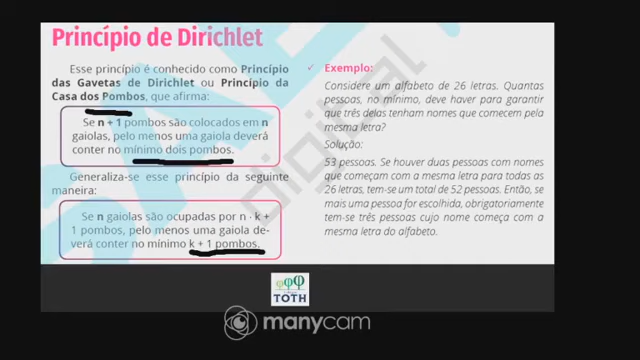 Princípio de Dirichlet
Esse princípio é conhecido como Princípio
das Gavetas de Dirichlet ou Princípio da
Casa dos Pombos, que afirma:
Se n + 1 pombos são colocados em n
gaiolas, pelo menos uma gaiola deverá
conter no mínimo dois pombos.
Generaliza-se esse princípio da seguinte
maneira:
Se n gaiolas são ocupadas por n · k +
1 pombos, pelo menos uma gaiola de-
verá conter no mínimo k + 1 pombos.
✓ Exemplo:
Considere um alfabeto de 26 letras. Quantas
pessoas, no mínimo, deve haver para garantir
que três delas tenham nomes que comecem pela
mesma letra?
Solução:
53 pessoas. Se houver duas pessoas com nomes
que começam com a mesma letra para todas as
26 letras, tem-se um total de 52 pessoas. Então, se
mais uma pessoa for escolhida, obrigatoriamente
tem-se três pessoas cujo nome começa com a
mesma letra do alfabeto.
digital
TOTH
manycam